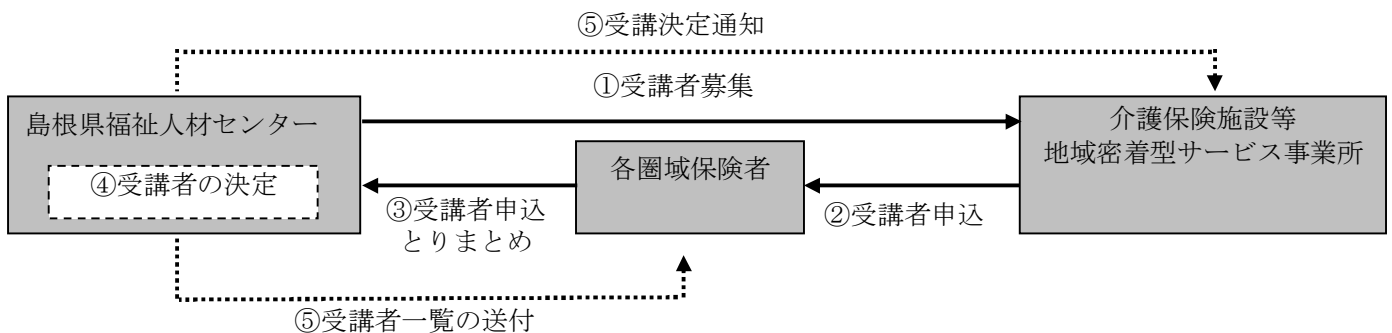 ⑤受講決定通知
①受講者募集
島根県福祉人材センター
④受講者の決定
③受講者申込
とりまとめ
各圏域保険者
②受講者申込
介護保険施設等
地域密着型サービス事業所
⑤受講者一覧の送付